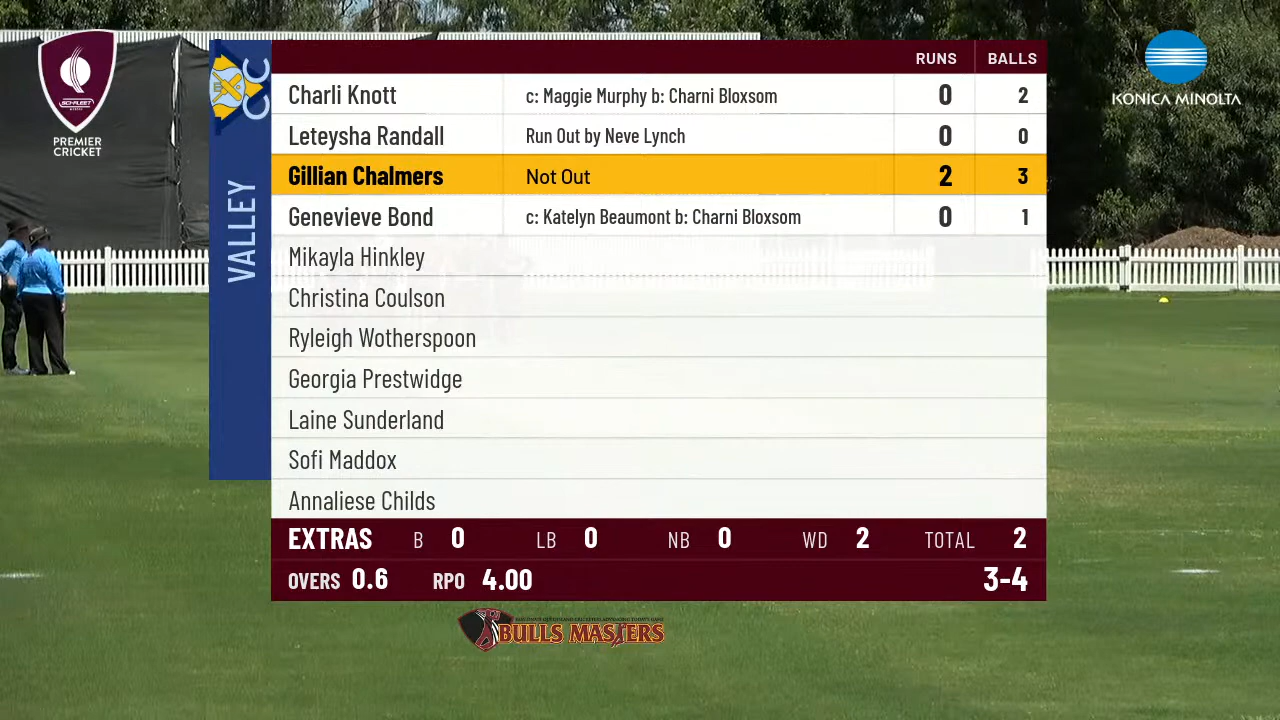 RUNS BALLS
Charli Knott c: Maggie Murphy b: Charni Bloxsom 0 2
Leteysha Randall Run Out by Neve Lynch 0 0
Gillian Chalmers Not Out 2 3
Genevieve Bond c: Katelyn Beaumont b: Charni Bloxsom 0 1
Mikayla Hinkley
Christina Coulson
Ryleigh Wotherspoon
Georgia Prestwidge
Laine Sunderland
Sofi Maddox
Annaliese Childs
EXTRAS B 0 LB 0 NB 0 WD 2 TOTAL 2
OVERS 0.6 RPO 4.00 3-4
VALLEY
CC
PREMIER
CRICKET
KONICA MINOLTA
BULLS MASTERS